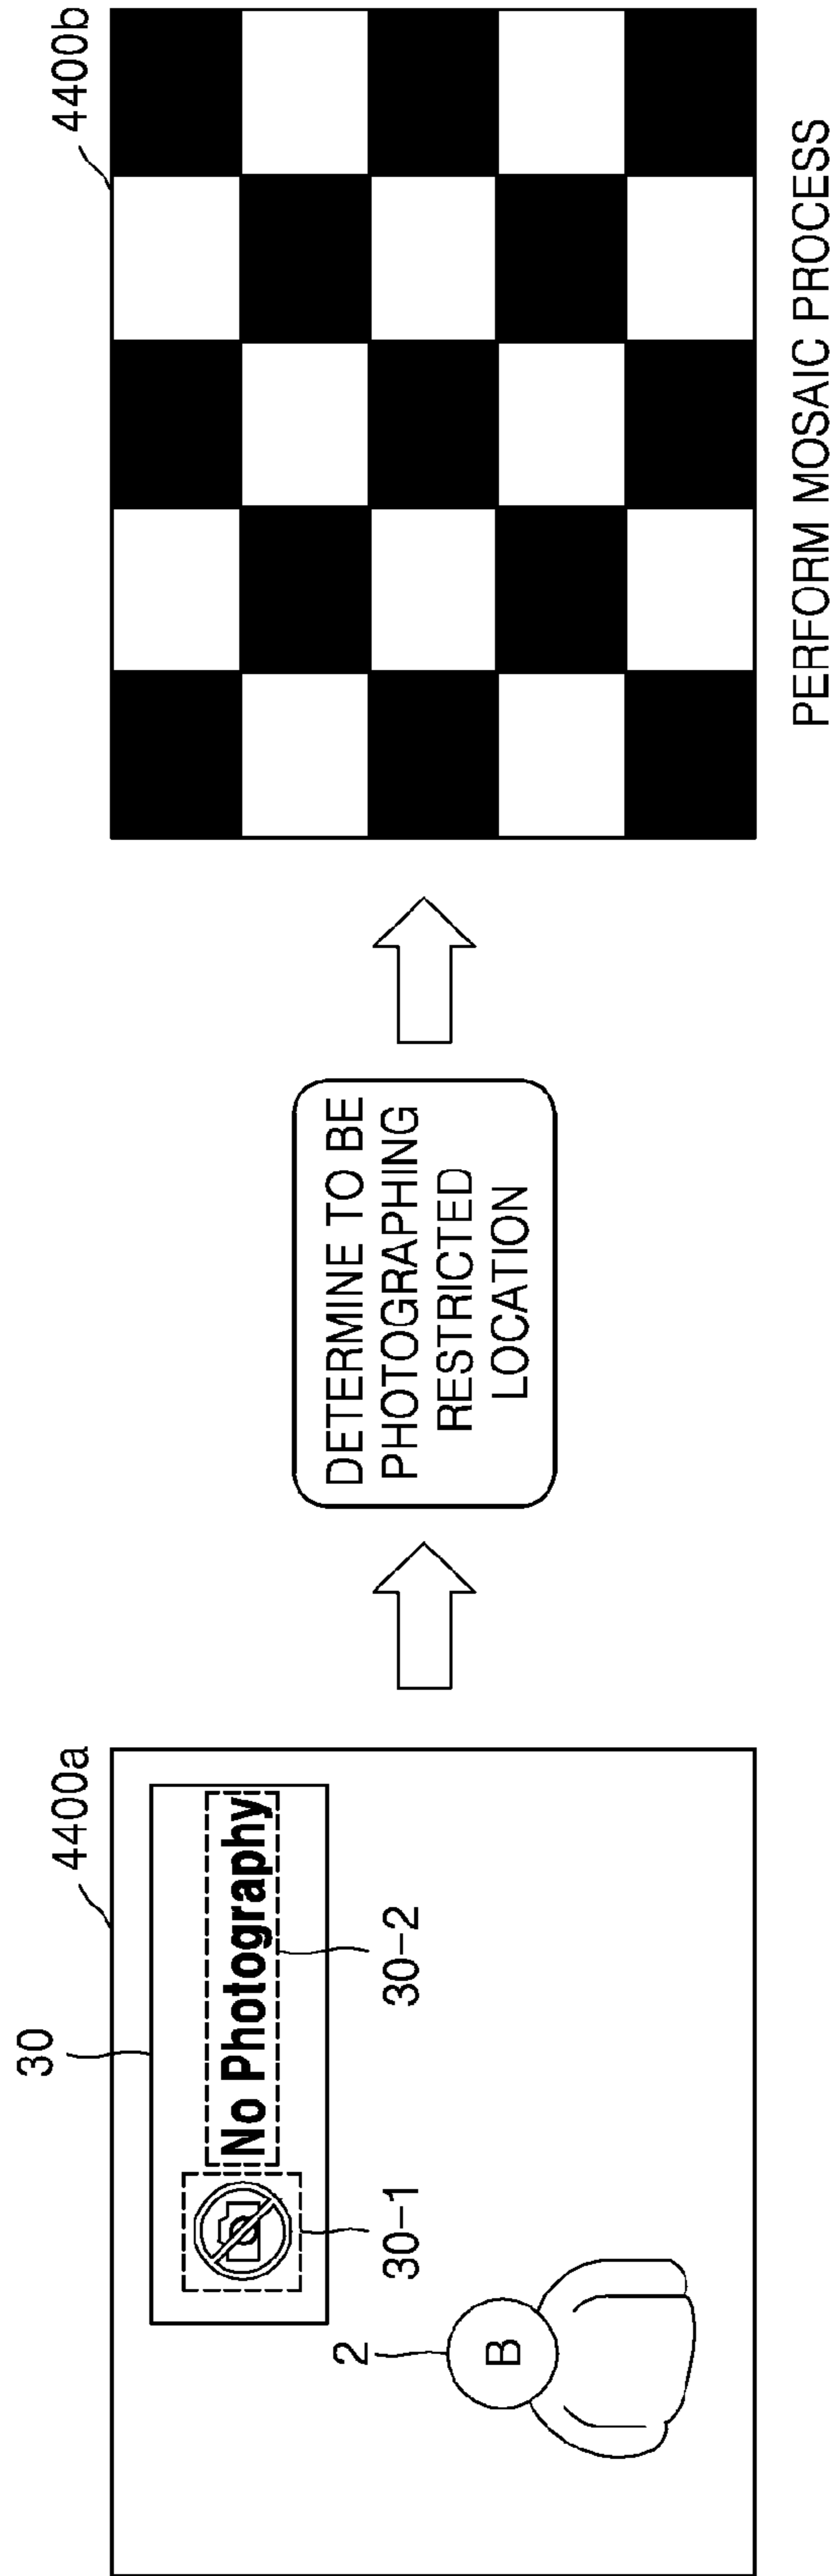 4400a
30
30-1
No Photography
30-2
2
B
DETERMINE TO BE
PHOTOGRAPHING
RESTRICTED
LOCATION
4400b
PERFORM MOSAIC PROCESS